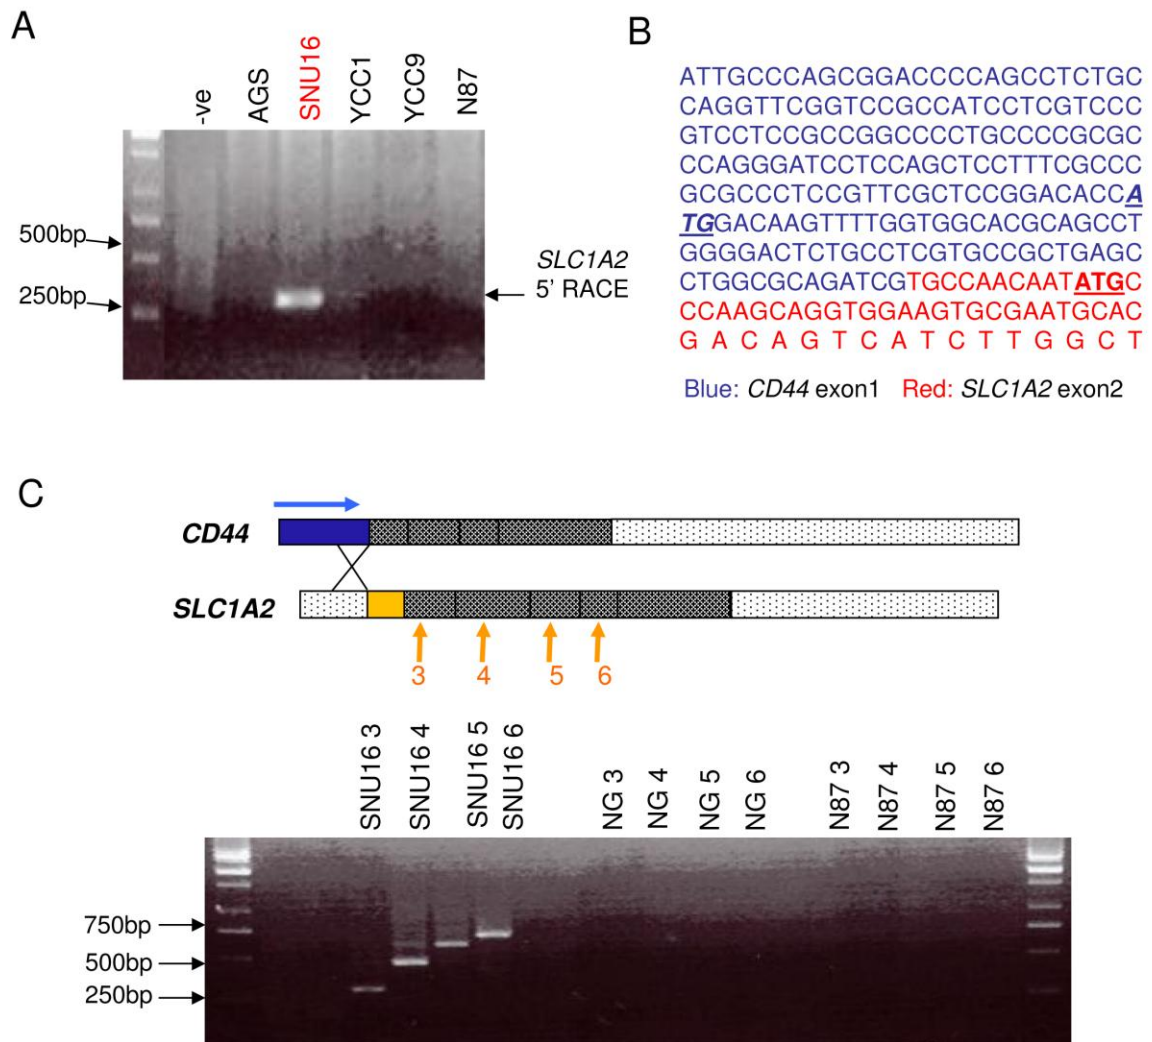 A
-ve
AGS
SNU16
YCC1
YCC9
N87
500bp
250bp
SLC1A2
5' RACE
B
ATTGCCCAGCGGACCCCAGCCTCTGC
CAGGTTCGGTCCGCCATCCTCGTCCC
GTCCTCCGCCGGCCCCTGCCCCGCGC
CCAGGGATCCTCCAGCTCCTTTCGCCC
GCGCCCTCCGTTCGCTCCGGACACCA
TGGACAAGTTTTGGTGGCACGCAGCCT
GGGGACTCTGCCTCGTGCCGCTGAGC
CTGGCGCAGATCGTGCCAACAATATGC
CCAAGCAGGTGGAAGTGCGAATGCAC
G A C A G T C A T C T T G G C T
Blue: CD44 exon1 Red: SLC1A2 exon2
C
CD44
SLC1A2
3 4 5 6
SNU16 3
SNU16 4
SNU16 5
SNU16 6
NG 3
NG 4
NG 5
NG 6
N87 3
N87 4
N87 5
N87 6
750bp
500bp
250bp